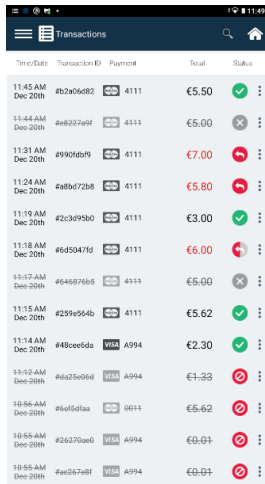 11:49
Transactions
Time/Date Transaction ID Payment Total Status
11:45 AM
Dec 20th #b2a06d82 4111 €5.50
11:44 AM
Dec 20th #e8227a9f 4111 €5.00
11:31 AM
Dec 20th #990fdbf9 4111 €7.00
11:24 AM
Dec 20th #a8bd72b8 4111 €5.80
11:19 AM
Dec 20th #2c3d95b0 4111 €3.00
11:18 AM
Dec 20th #6d5047fd 4111 €6.00
11:17 AM
Dec 20th #646876b5 4111 €5.00
11:15 AM
Dec 20th #259e564b 4111 €5.62
11:14 AM
Dec 20th #48cee6da VISA A994 €2.30
11:12 AM
Dec 20th #da25e06d VISA A994 €1.33
10:56 AM
Dec 20th #6ef5dfaa 0011 €5.62
10:55 AM
Dec 20th #26270ae0 VISA A994 €0.01
10:55 AM
Dec 20th #ac267e8f VISA A994 €0.01